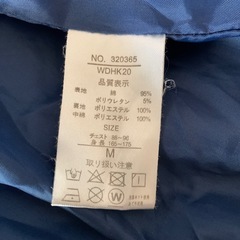 NO. 320365
WDHK20
品質表示
表地 綿 95%
ポリウレタン 5%
裏地 ポリエステル 100%
中綿 ポリエステル 100%
SIZE
チェスト 88~96
身長 165~175
M
取り扱い注意